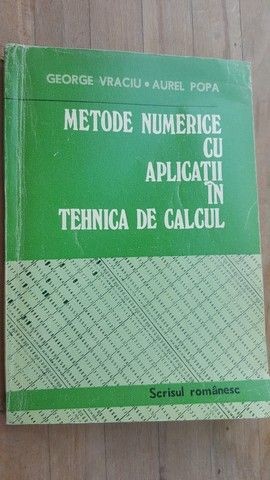 GEORGE VRACIU • AUREL POPA
METODE NUMERICE
CU
APLICAȚII
ÎN
TEHNICA DE CALCUL
Scrisul românesc